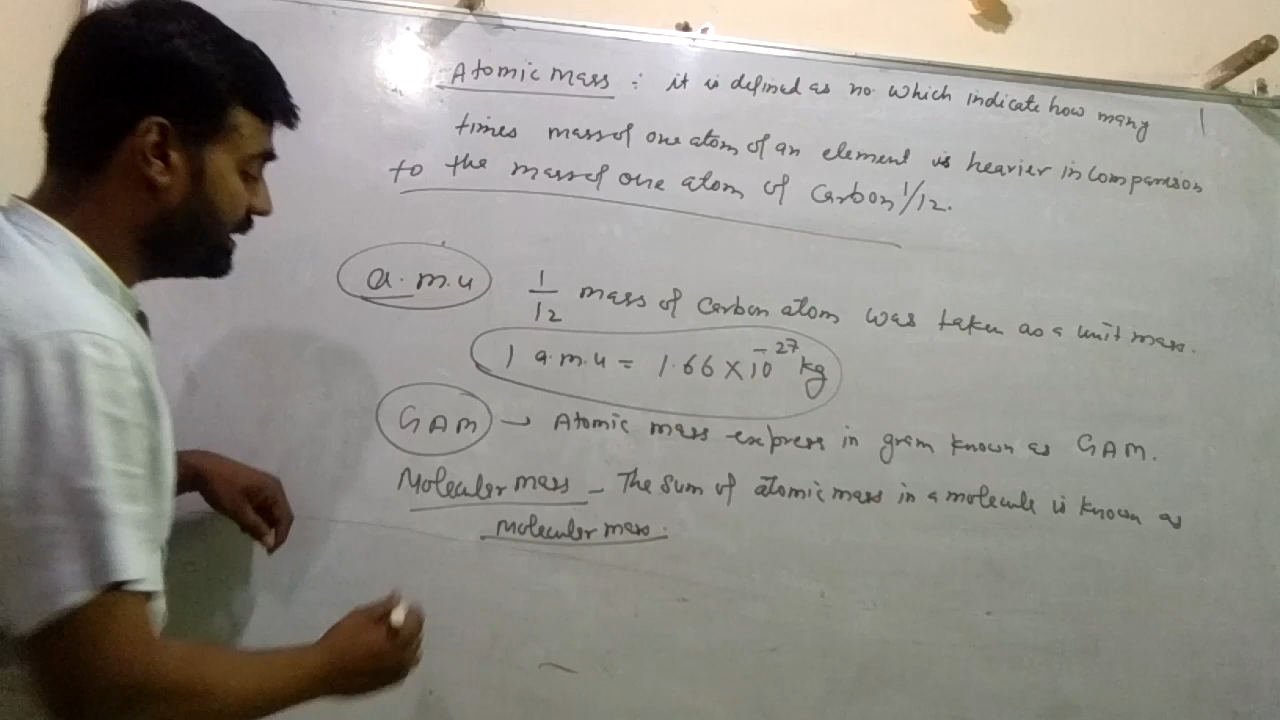 Atomic mass : it is defined as no. which indicate how many
times mass of one atom of an element is heavier in comparison
to the mass of one atom of Carbon 1/12.
a.m.u 1/12 mass of Carbon atom was taken as a unit mass.
1 a.m.u = 1.66 × 10⁻²⁷ kg
GAM → Atomic mass express in gram known as GAM.
Molecular mass – The sum of atomic mass in a molecule is known as
Molecular mass.